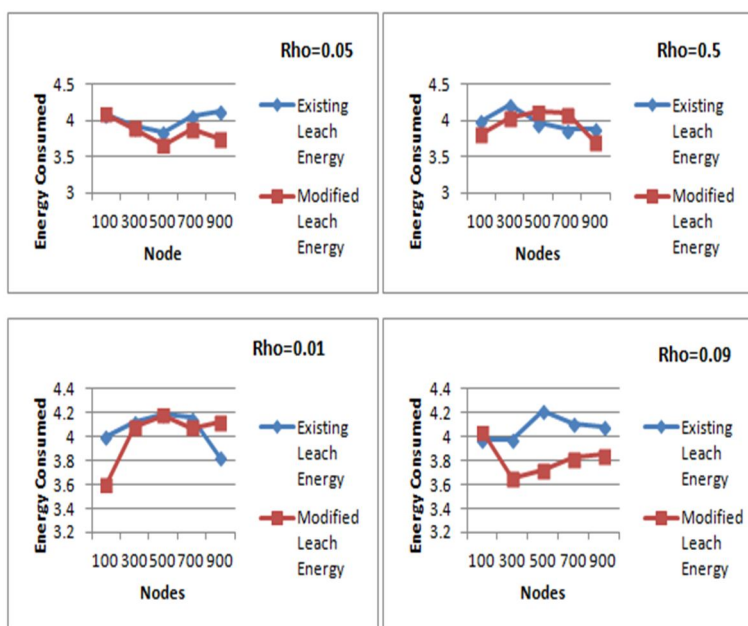 Rho=0.05
Energy Consumed
4.5
4
3.5
3
100 300 500 700 900
Node
Existing
Leach
Energy
Modified
Leach
Energy
Rho=0.5
Energy Consumed
4.5
4
3.5
3
100 300 500 700 900
Nodes
Existing
Leach
Energy
Modified
Leach
Energy
Rho=0.01
Energy Consumed
4.4
4.2
4
3.8
3.6
3.4
3.2
100 300 500 700 900
Nodes
Existing
Leach
Energy
Modified
Leach
Energy
Rho=0.09
Energy Consumed
4.4
4.2
4
3.8
3.6
3.4
3.2
100 300 500 700 900
Nodes
Existing
Leach
Energy
Modified
Leach
Energy